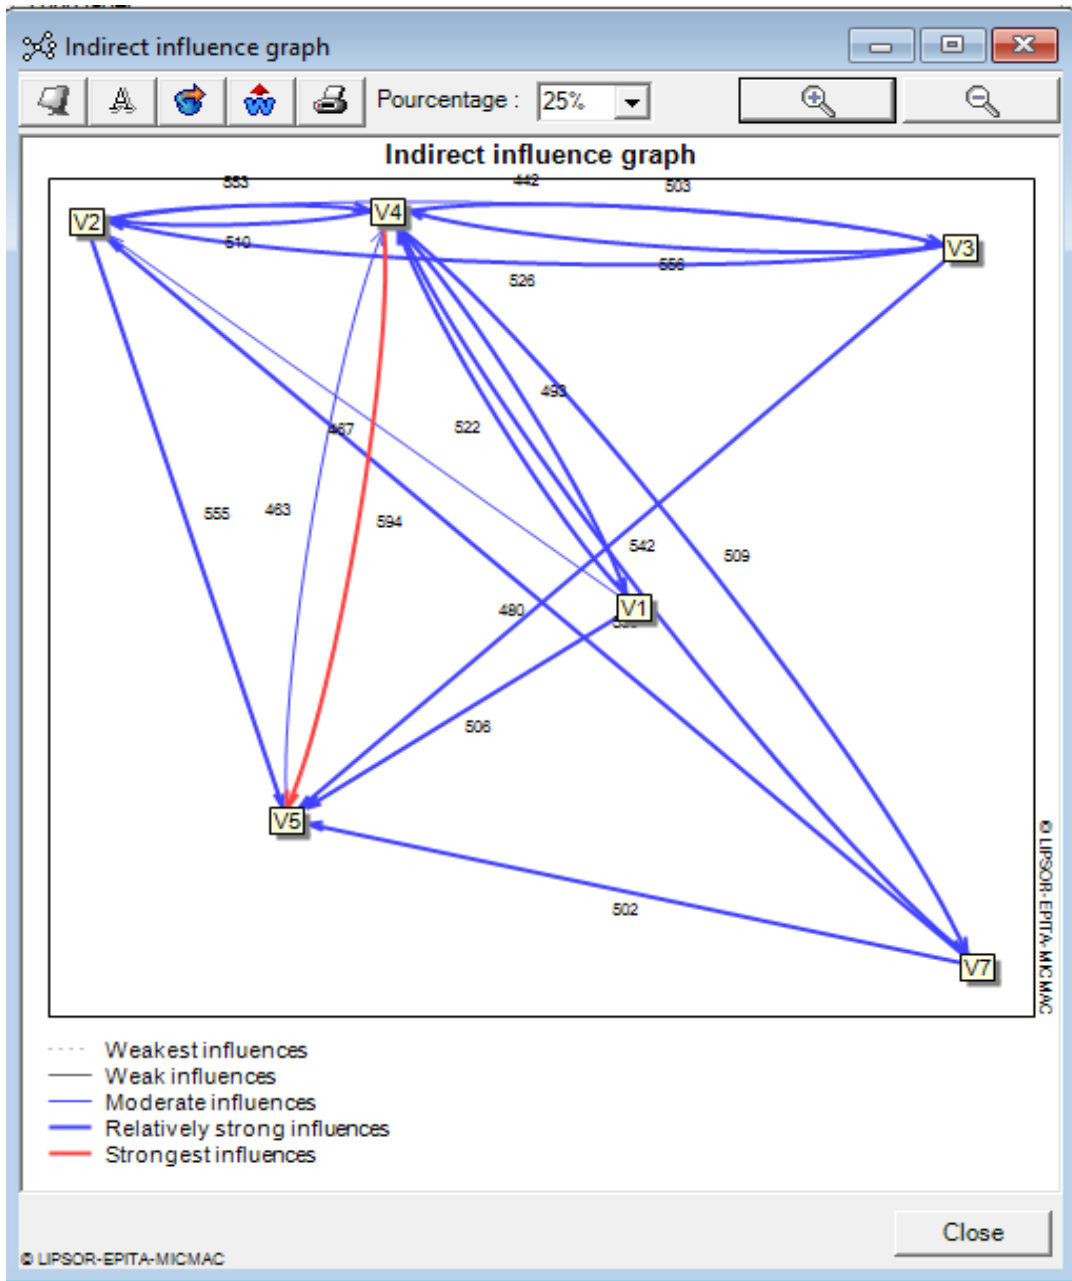 Indirect influence graph
A
W
Pourcentage :
25%
Indirect influence graph
553
442
503
V2
V4
V3
510
556
526
493
467
522
555
463
594
542
509
480
V1
506
V5
502
V7
© LIPSOR-EPITA-MICMAC
Weakest influences
Weak influences
Moderate influences
Relatively strong influences
Strongest influences
Close
© LIPSOR-EPITA-MICMAC